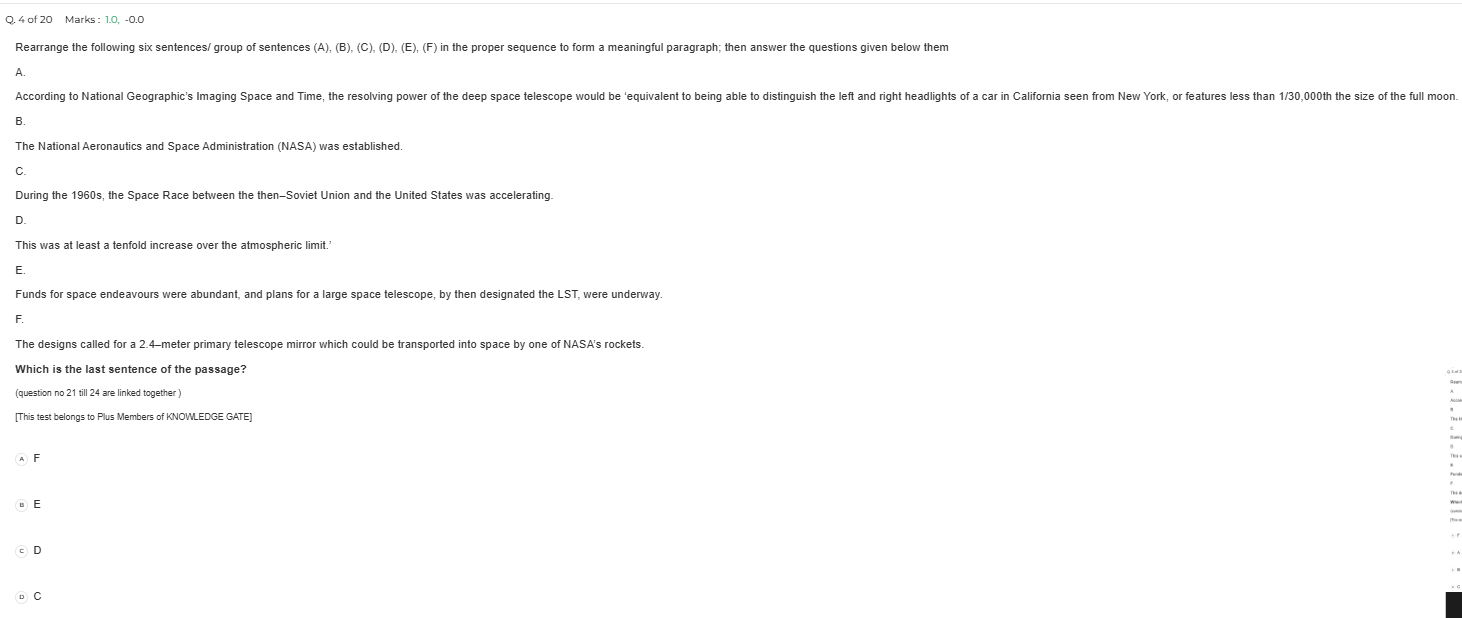 Q. 4 of 20 Marks : 1.0, -0.0
Rearrange the following six sentences/ group of sentences (A), (B), (C), (D), (E), (F) in the proper sequence to form a meaningful paragraph; then answer the questions given below them
A.
According to National Geographic's Imaging Space and Time, the resolving power of the deep space telescope would be ‘equivalent to being able to distinguish the left and right headlights of a car in California seen from New York, or features less than 1/30,000th the size of the full moon.
B.
The National Aeronautics and Space Administration (NASA) was established.
C.
During the 1960s, the Space Race between the then–Soviet Union and the United States was accelerating.
D.
This was at least a tenfold increase over the atmospheric limit.’
E.
Funds for space endeavours were abundant, and plans for a large space telescope, by then designated the LST, were underway.
F.
The designs called for a 2.4–meter primary telescope mirror which could be transported into space by one of NASA's rockets.
Which is the last sentence of the passage?
(question no 21 till 24 are linked together )
[This test belongs to Plus Members of KNOWLEDGE GATE]
A F
B E
C D
D C